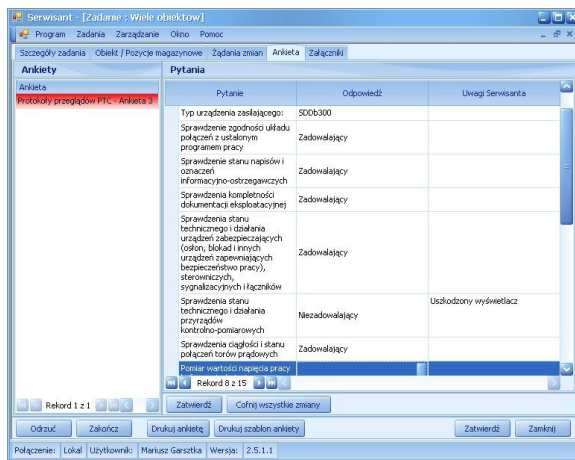 Serwisant - [Zadanie : Wiele obiektow]
Program Zadania Zarządzanie Okno Pomoc
Szczegóły zadania Obiekt / Pozycje magazynowe Żądania zmian Ankieta Załączniki
Ankiety
Ankieta
Protokoły przeglądów PTC - Ankieta 3
Pytania
Pytanie Odpowiedź Uwagi Serwisanta
Typ urządzenia zasilającego: SDDb300
Sprawdzenie zgodności układu
połączeń z ustalonym
programem pracy
Zadowalający
Sprawdzenie stanu napisów i
oznaczeń
informacyjno-ostrzegawczych
Zadowalający
Sprawdzenia kompletności
dokumentacji eksploatacyjnej
Zadowalający
Sprawdzenia stanu
technicznego i działania
urządzeń zabezpieczających
(osłon, blokad i innych
urządzeń zapewniających
bezpieczeństwo pracy),
sterowniczych,
sygnalizacyjnych i łączników
Zadowalający
Sprawdzenia stanu
technicznego i działania
przyrządów
kontrolno-pomiarowych
Niezadowalający
Uszkodzony wyświetlacz
Sprawdzenia ciągłości i stanu
połączeń torów prądowych
Zadowalający
Pomiar wartości napięcia pracy
Rekord 8 z 15
Rekord 1 z 1
Zatwierdź Cofnij wszystkie zmiany
Odrzuć Zakończ Drukuj ankietę Drukuj szablon ankiety Zatwierdź Zamknij
Połączenie: Lokal Użytkownik: Mariusz Garsztka Wersja: 2.5.1.1